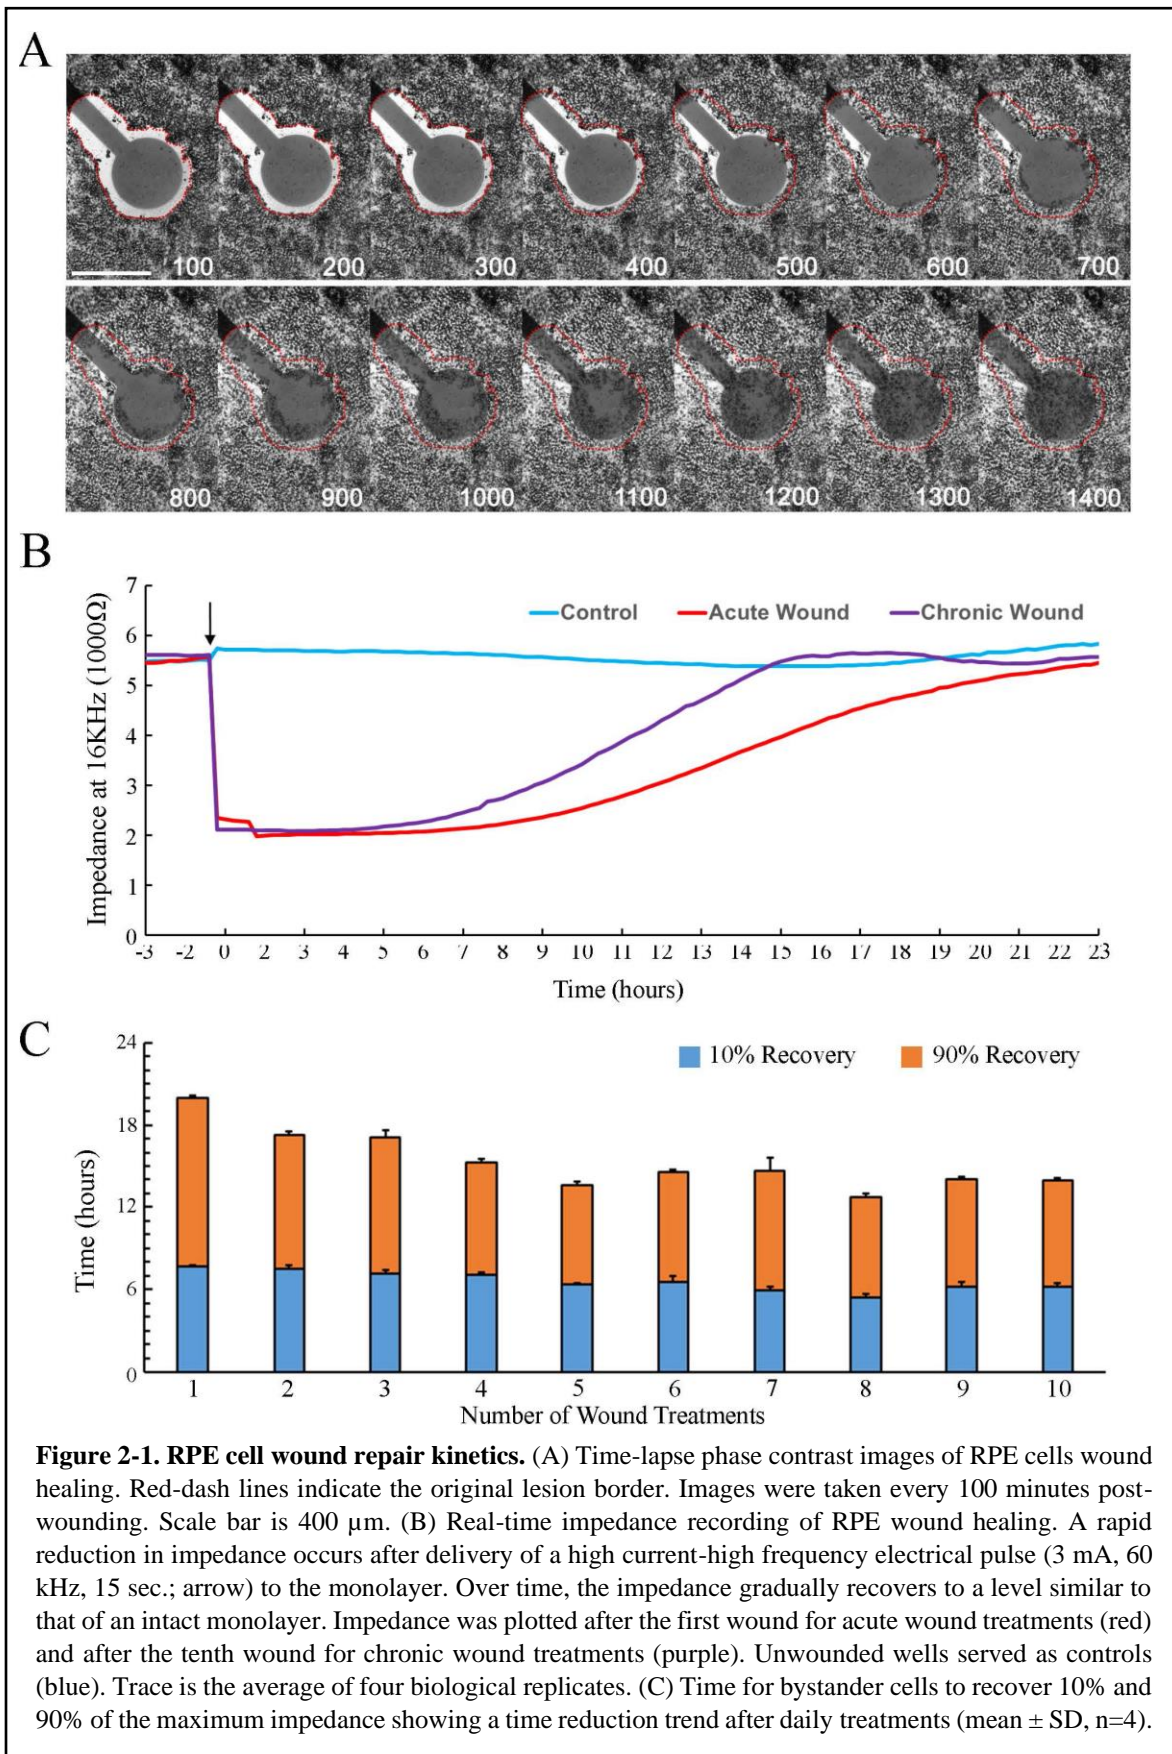 A
100 200 300 400 500 600 700
800 900 1000 1100 1200 1300 1400
B
Impedance at 16KHz (1000Ω)
7
6
5
4
3
2
1
0
Control Acute Wound Chronic Wound
-3 -2 0 2 3 4 5 6 7 8 9 10 11 12 13 14 15 16 17 18 19 20 21 22 23
Time (hours)
C
Time (hours)
24
18
12
6
0
10% Recovery 90% Recovery
1 2 3 4 5 6 7 8 9 10
Number of Wound Treatments
Figure 2-1. RPE cell wound repair kinetics. (A) Time-lapse phase contrast images of RPE cells wound
healing. Red-dash lines indicate the original lesion border. Images were taken every 100 minutes post-
wounding. Scale bar is 400 µm. (B) Real-time impedance recording of RPE wound healing. A rapid
reduction in impedance occurs after delivery of a high current-high frequency electrical pulse (3 mA, 60
kHz, 15 sec.; arrow) to the monolayer. Over time, the impedance gradually recovers to a level similar to
that of an intact monolayer. Impedance was plotted after the first wound for acute wound treatments (red)
and after the tenth wound for chronic wound treatments (purple). Unwounded wells served as controls
(blue). Trace is the average of four biological replicates. (C) Time for bystander cells to recover 10% and
90% of the maximum impedance showing a time reduction trend after daily treatments (mean ± SD, n=4).